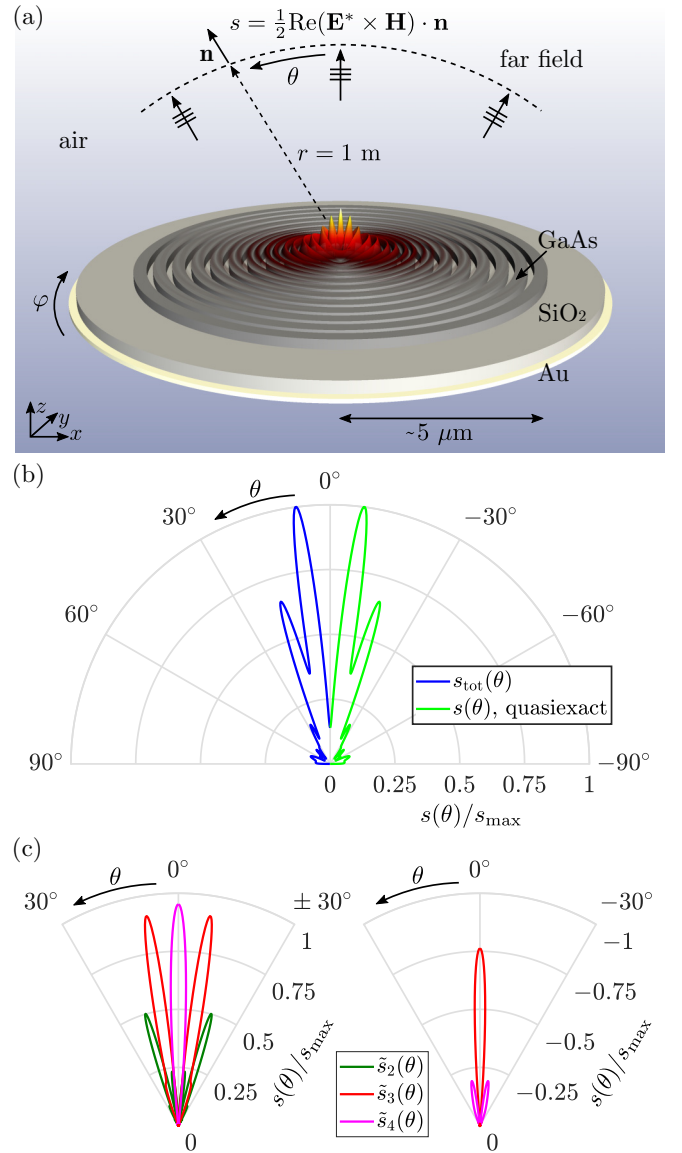 (a)
s = ½Re(E* × H) · n
n
θ
far field
air
r = 1 m
GaAs
φ
SiO₂
Au
z
y
x
~5 μm
(b)
0°
θ
30°
−30°
60°
−60°
s_tot(θ)
s(θ), quasiexact
90°
−90°
0 0.25 0.5 0.75 1
s(θ)/s_max
(c)
0°
θ
30°
± 30°
1
0.75
0.5
0.25
0
s(θ)/s_max
0°
θ
−30°
−1
−0.75
−0.5
−0.25
0
s(θ)/s_max
s̃₂(θ)
s̃₃(θ)
s̃₄(θ)